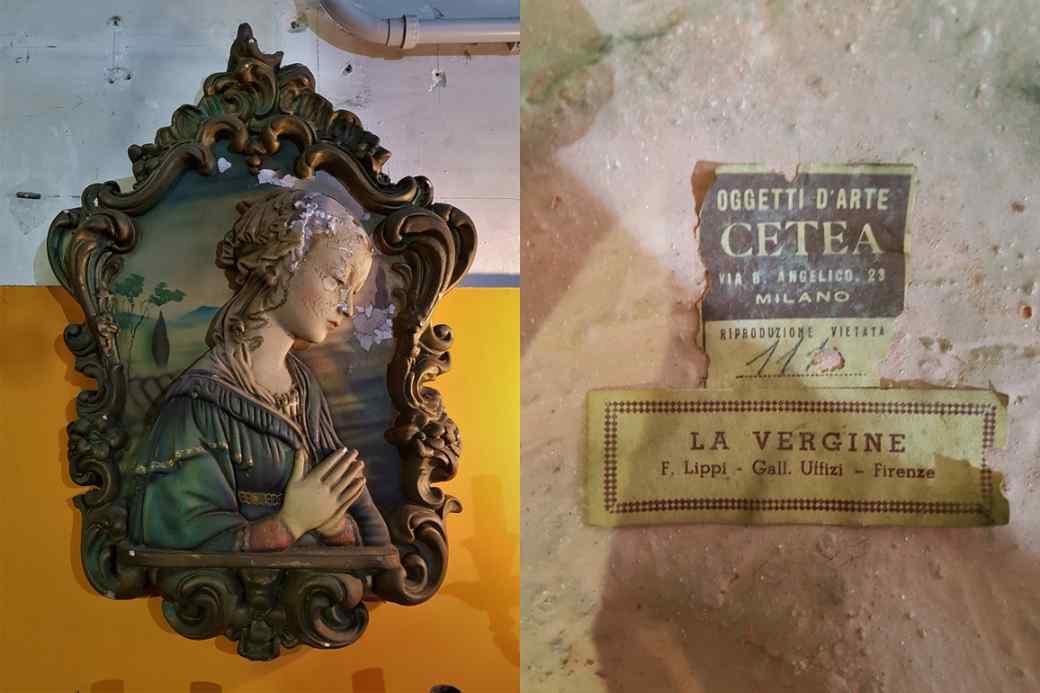 OGGETTI D'ARTE
CETEA
VIA B. ANGELICO. 23
MILANO
RIPRODUZIONE VIETATA
LA VERGINE
F. Lippi - Gall. Uffizi - Firenze